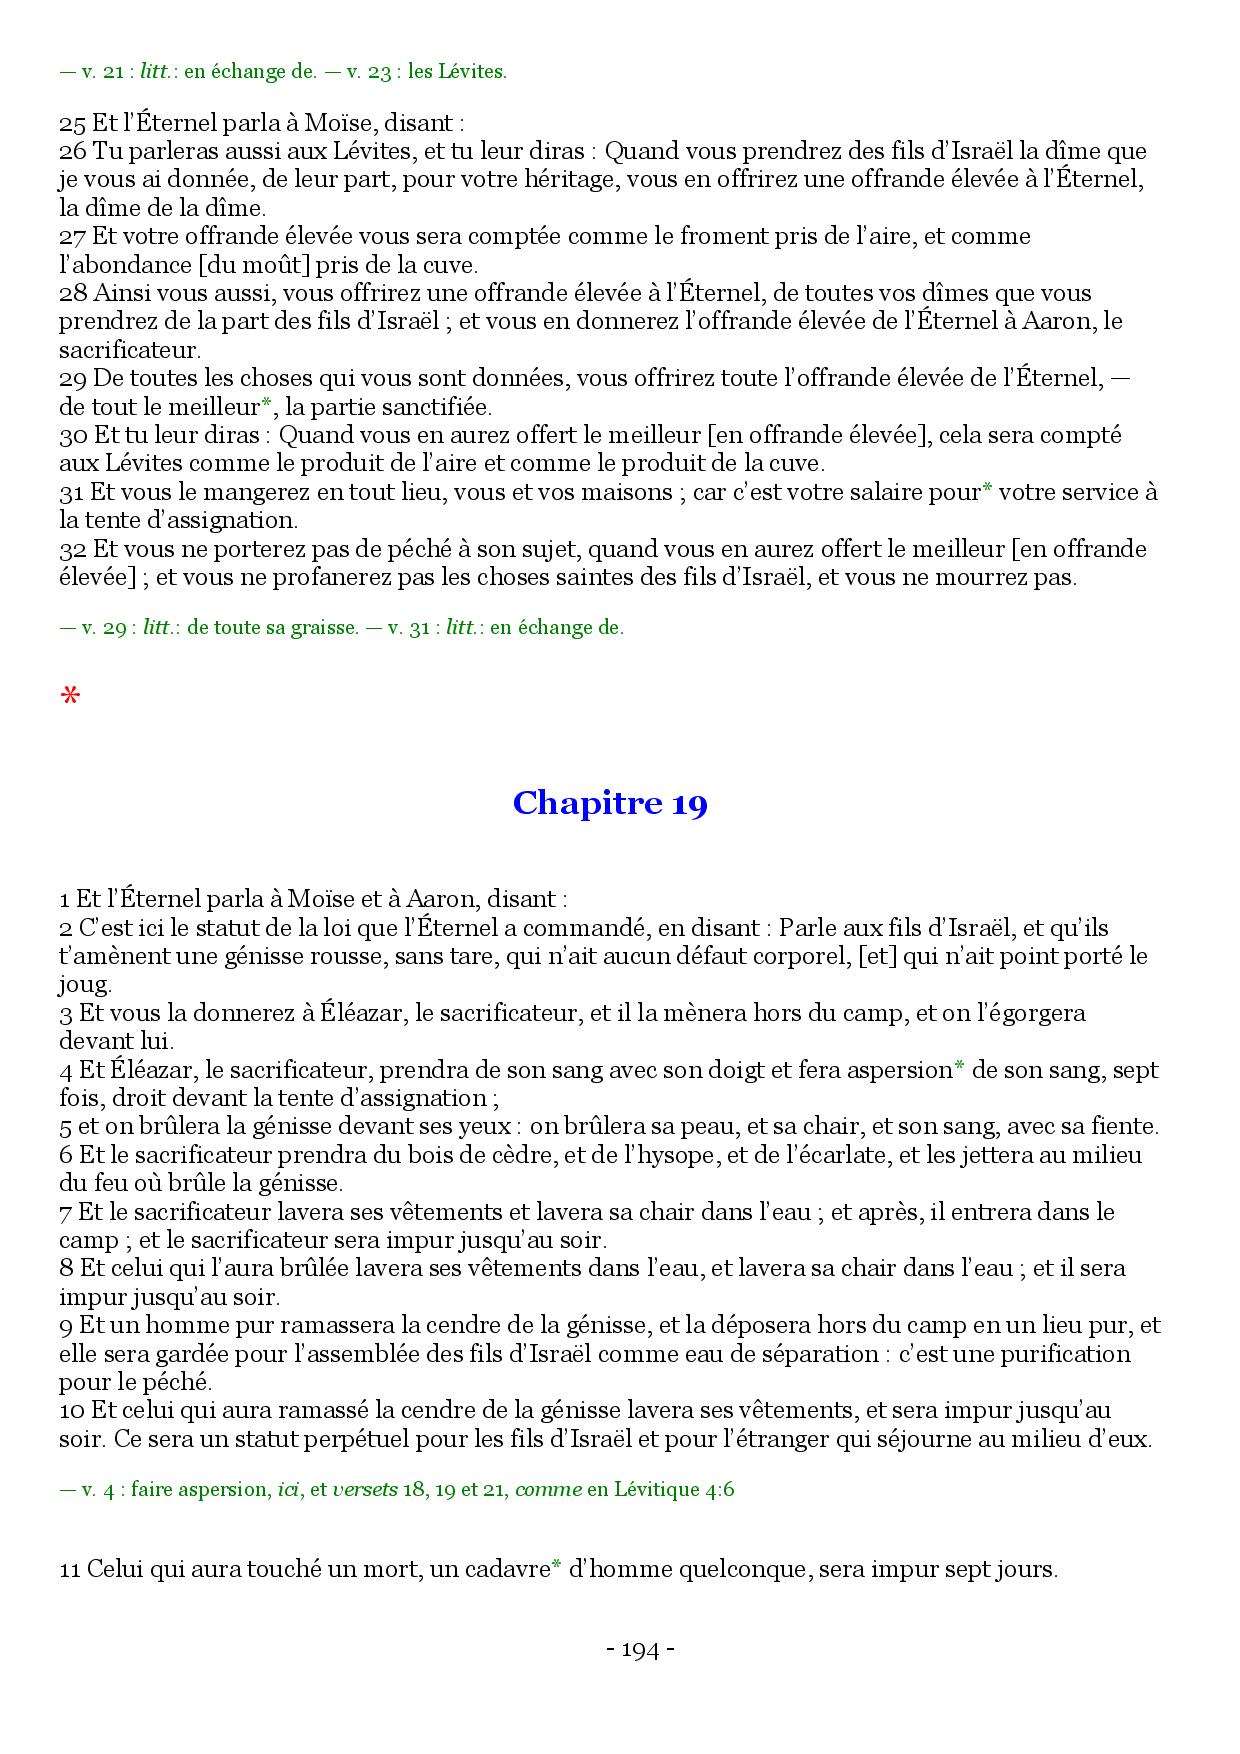 — v. 21 : litt.: en échange de. — v. 23 : les Lévites.
25 Et l’Éternel parla à Moïse, disant :
26 Tu parleras aussi aux Lévites, et tu leur diras : Quand vous prendrez des fils d’Israël la dîme que
je vous ai donnée, de leur part, pour votre héritage, vous en offrirez une offrande élevée à l’Éternel,
la dîme de la dîme.
27 Et votre offrande élevée vous sera comptée comme le froment pris de l’aire, et comme
l’abondance [du moût] pris de la cuve.
28 Ainsi vous aussi, vous offrirez une offrande élevée à l’Éternel, de toutes vos dîmes que vous
prendrez de la part des fils d’Israël ; et vous en donnerez l’offrande élevée de l’Éternel à Aaron, le
sacrificateur.
29 De toutes les choses qui vous sont données, vous offrirez toute l’offrande élevée de l’Éternel, —
de tout le meilleur*, la partie sanctifiée.
30 Et tu leur diras : Quand vous en aurez offert le meilleur [en offrande élevée], cela sera compté
aux Lévites comme le produit de l’aire et comme le produit de la cuve.
31 Et vous le mangerez en tout lieu, vous et vos maisons ; car c’est votre salaire pour* votre service à
la tente d’assignation.
32 Et vous ne porterez pas de péché à son sujet, quand vous en aurez offert le meilleur [en offrande
élevée] ; et vous ne profanerez pas les choses saintes des fils d’Israël, et vous ne mourrez pas.
— v. 29 : litt.: de toute sa graisse. — v. 31 : litt.: en échange de.
*
Chapitre 19
1 Et l’Éternel parla à Moïse et à Aaron, disant :
2 C’est ici le statut de la loi que l’Éternel a commandé, en disant : Parle aux fils d’Israël, et qu’ils
t’amènent une génisse rousse, sans tare, qui n’ait aucun défaut corporel, [et] qui n’ait point porté le
joug.
3 Et vous la donnerez à Éléazar, le sacrificateur, et il la mènera hors du camp, et on l’égorgera
devant lui.
4 Et Éléazar, le sacrificateur, prendra de son sang avec son doigt et fera aspersion* de son sang, sept
fois, droit devant la tente d’assignation ;
5 et on brûlera la génisse devant ses yeux : on brûlera sa peau, et sa chair, et son sang, avec sa fiente.
6 Et le sacrificateur prendra du bois de cèdre, et de l’hysope, et de l’écarlate, et les jettera au milieu
du feu où brûle la génisse.
7 Et le sacrificateur lavera ses vêtements et lavera sa chair dans l’eau ; et après, il entrera dans le
camp ; et le sacrificateur sera impur jusqu’au soir.
8 Et celui qui l’aura brûlée lavera ses vêtements dans l’eau, et lavera sa chair dans l’eau ; et il sera
impur jusqu’au soir.
9 Et un homme pur ramassera la cendre de la génisse, et la déposera hors du camp en un lieu pur, et
elle sera gardée pour l’assemblée des fils d’Israël comme eau de séparation : c’est une purification
pour le péché.
10 Et celui qui aura ramassé la cendre de la génisse lavera ses vêtements, et sera impur jusqu’au
soir. Ce sera un statut perpétuel pour les fils d’Israël et pour l’étranger qui séjourne au milieu d’eux.
— v. 4 : faire aspersion, ici, et versets 18, 19 et 21, comme en Lévitique 4:6
11 Celui qui aura touché un mort, un cadavre* d’homme quelconque, sera impur sept jours.
- 194 -